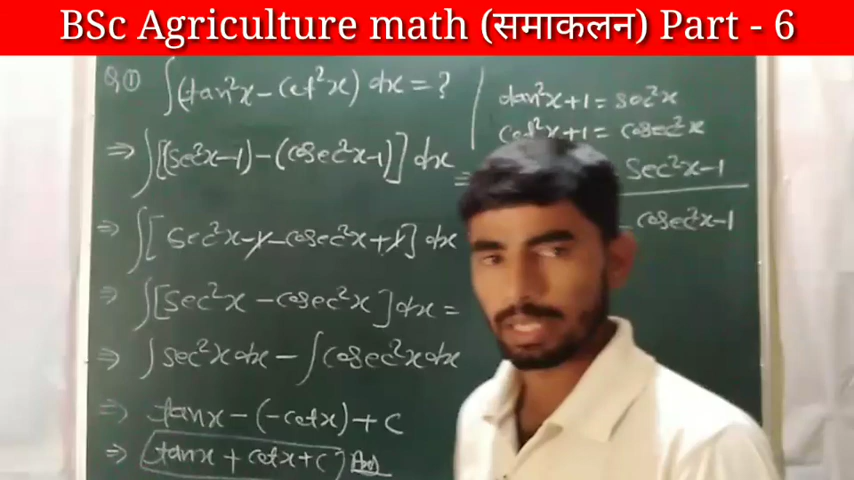 BSc Agriculture math (समाकलन) Part - 6
Q ① ∫(tan²x - cot²x) dx = ?
tan²x + 1 = sec²x
cot²x + 1 = cosec²x
⇒ ∫[(sec²x-1) - (cosec²x-1)] dx
= sec²x - 1
= cosec²x - 1
⇒ ∫[sec²x - 1 - cosec²x + 1] dx
⇒ ∫[sec²x - cosec²x] dx =
⇒ ∫sec²x dx - ∫cosec²x dx
⇒ tanx - (-cotx) + c
⇒ tanx + cotx + c